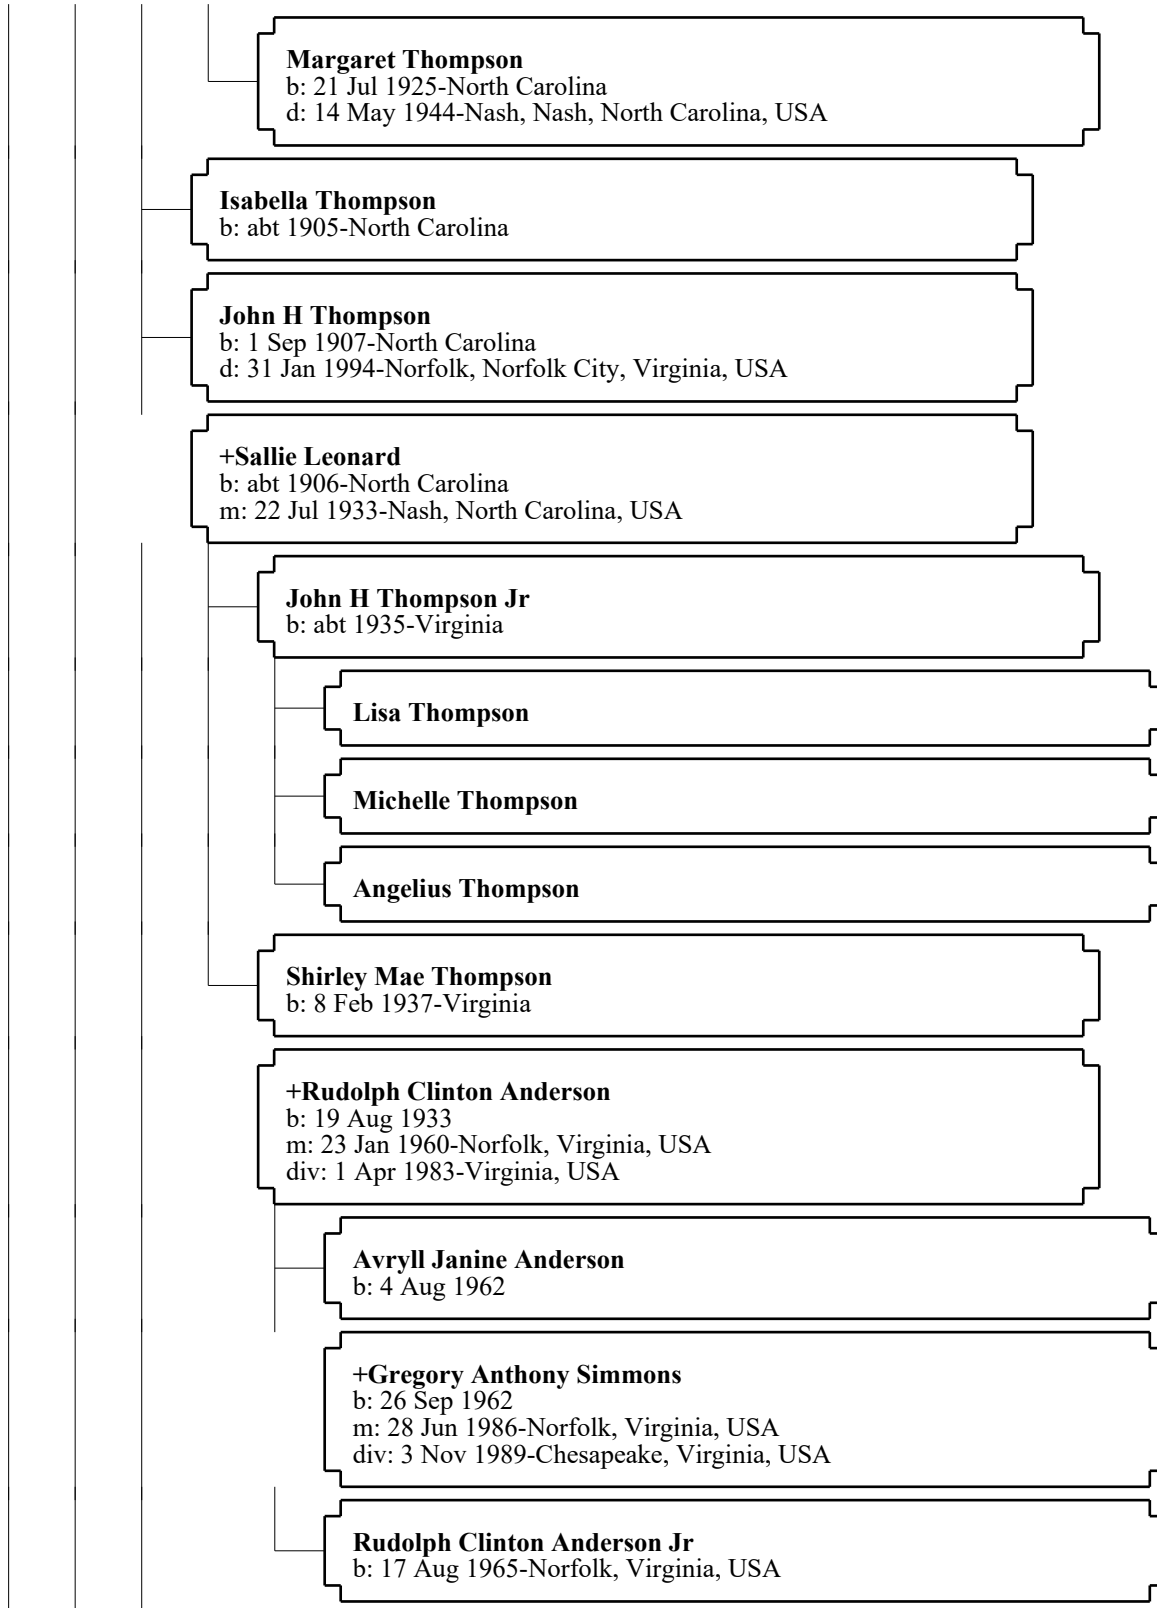 Margaret Thompson
b: 21 Jul 1925-North Carolina
d: 14 May 1944-Nash, Nash, North Carolina, USA
Isabella Thompson
b: abt 1905-North Carolina
John H Thompson
b: 1 Sep 1907-North Carolina
d: 31 Jan 1994-Norfolk, Norfolk City, Virginia, USA
+Sallie Leonard
b: abt 1906-North Carolina
m: 22 Jul 1933-Nash, North Carolina, USA
John H Thompson Jr
b: abt 1935-Virginia
Lisa Thompson
Michelle Thompson
Angelius Thompson
Shirley Mae Thompson
b: 8 Feb 1937-Virginia
+Rudolph Clinton Anderson
b: 19 Aug 1933
m: 23 Jan 1960-Norfolk, Virginia, USA
div: 1 Apr 1983-Virginia, USA
Avryll Janine Anderson
b: 4 Aug 1962
+Gregory Anthony Simmons
b: 26 Sep 1962
m: 28 Jun 1986-Norfolk, Virginia, USA
div: 3 Nov 1989-Chesapeake, Virginia, USA
Rudolph Clinton Anderson Jr
b: 17 Aug 1965-Norfolk, Virginia, USA